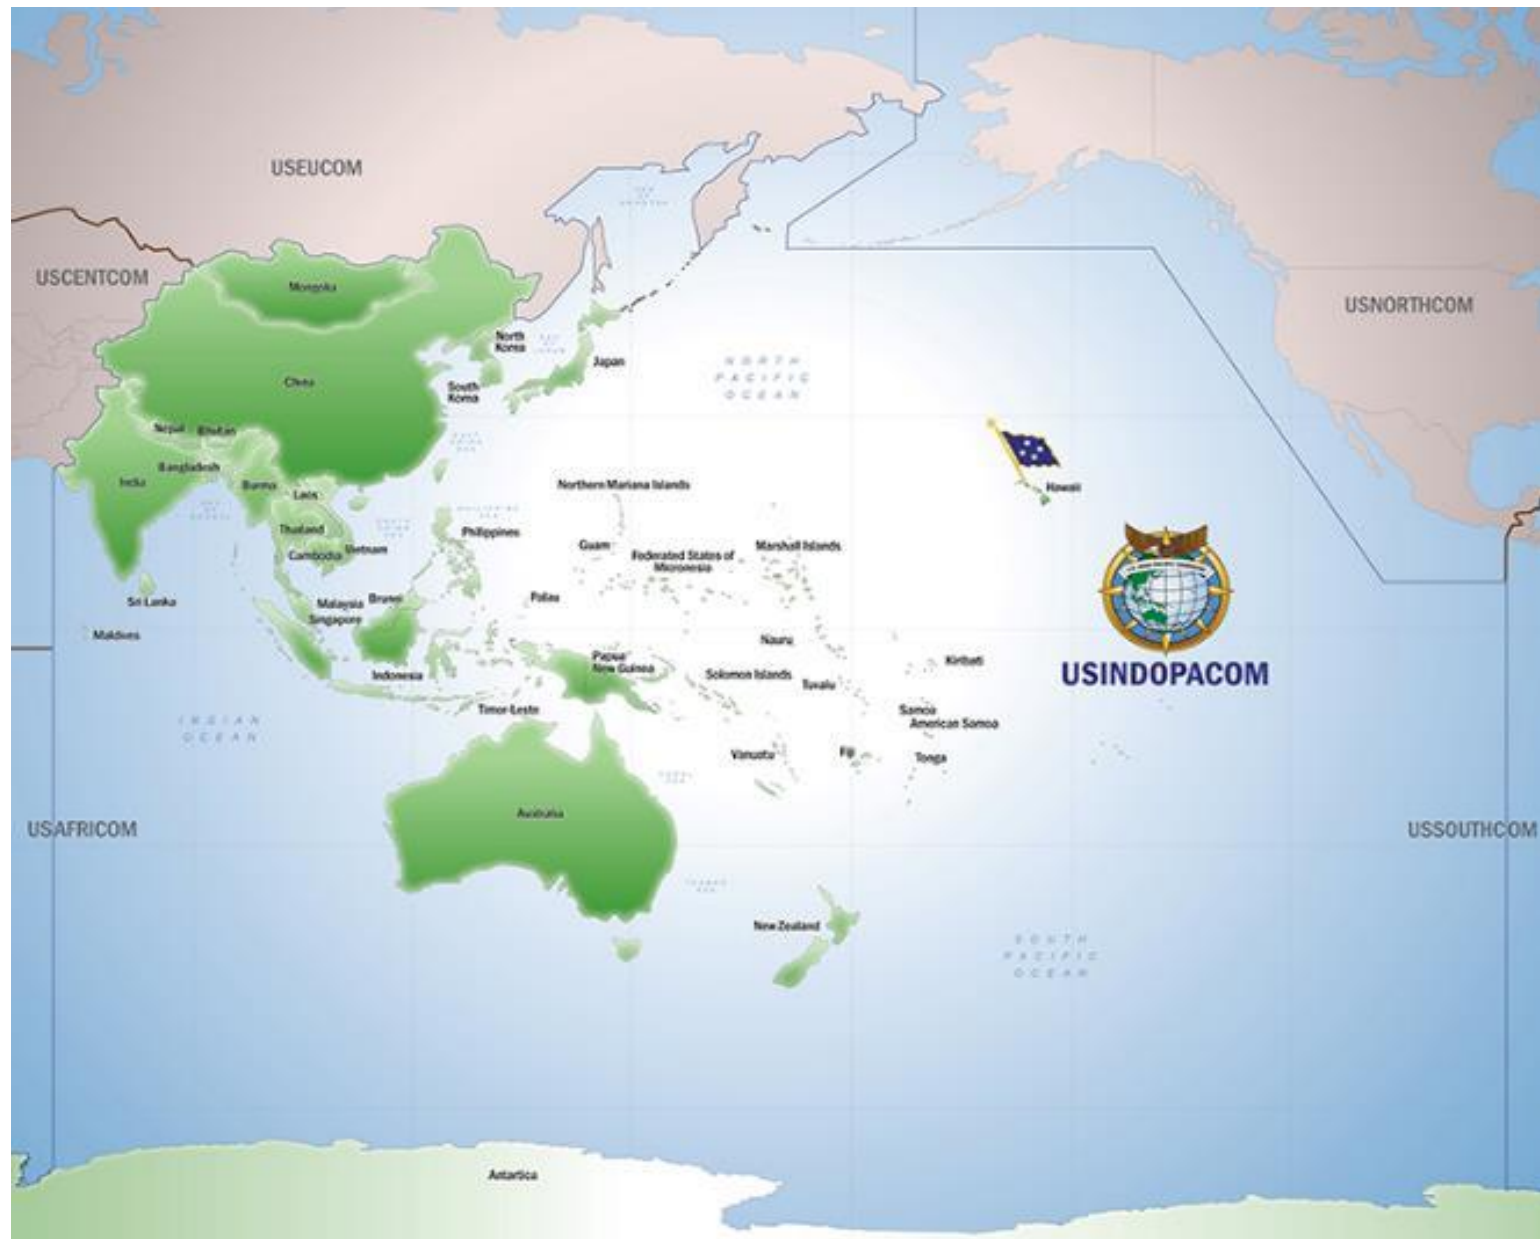 USEUCOM
USCENTCOM
USNORTHCOM
Mongolia
North
Korea
Japan
China
South
Korea
NORTH
PACIFIC
OCEAN
Nepal
Bhutan
Bangladesh
India
Burma
Laos
Hawaii
Northern Mariana Islands
Thailand
Philippines
Cambodia
Vietnam
Guam
Federated States of
Micronesia
Marshall Islands
Sri Lanka
Malaysia
Brunei
Singapore
Palau
Maldives
Nauru
Papua
New Guinea
Kiribati
Indonesia
Solomon Islands
Tuvalu
USINDOPACOM
Timor-Leste
Samoa
American Samoa
INDIAN
OCEAN
Vanuatu
Fiji
Tonga
Australia
USAFRICOM
USSOUTHCOM
New Zealand
SOUTH
PACIFIC
OCEAN
Antartica